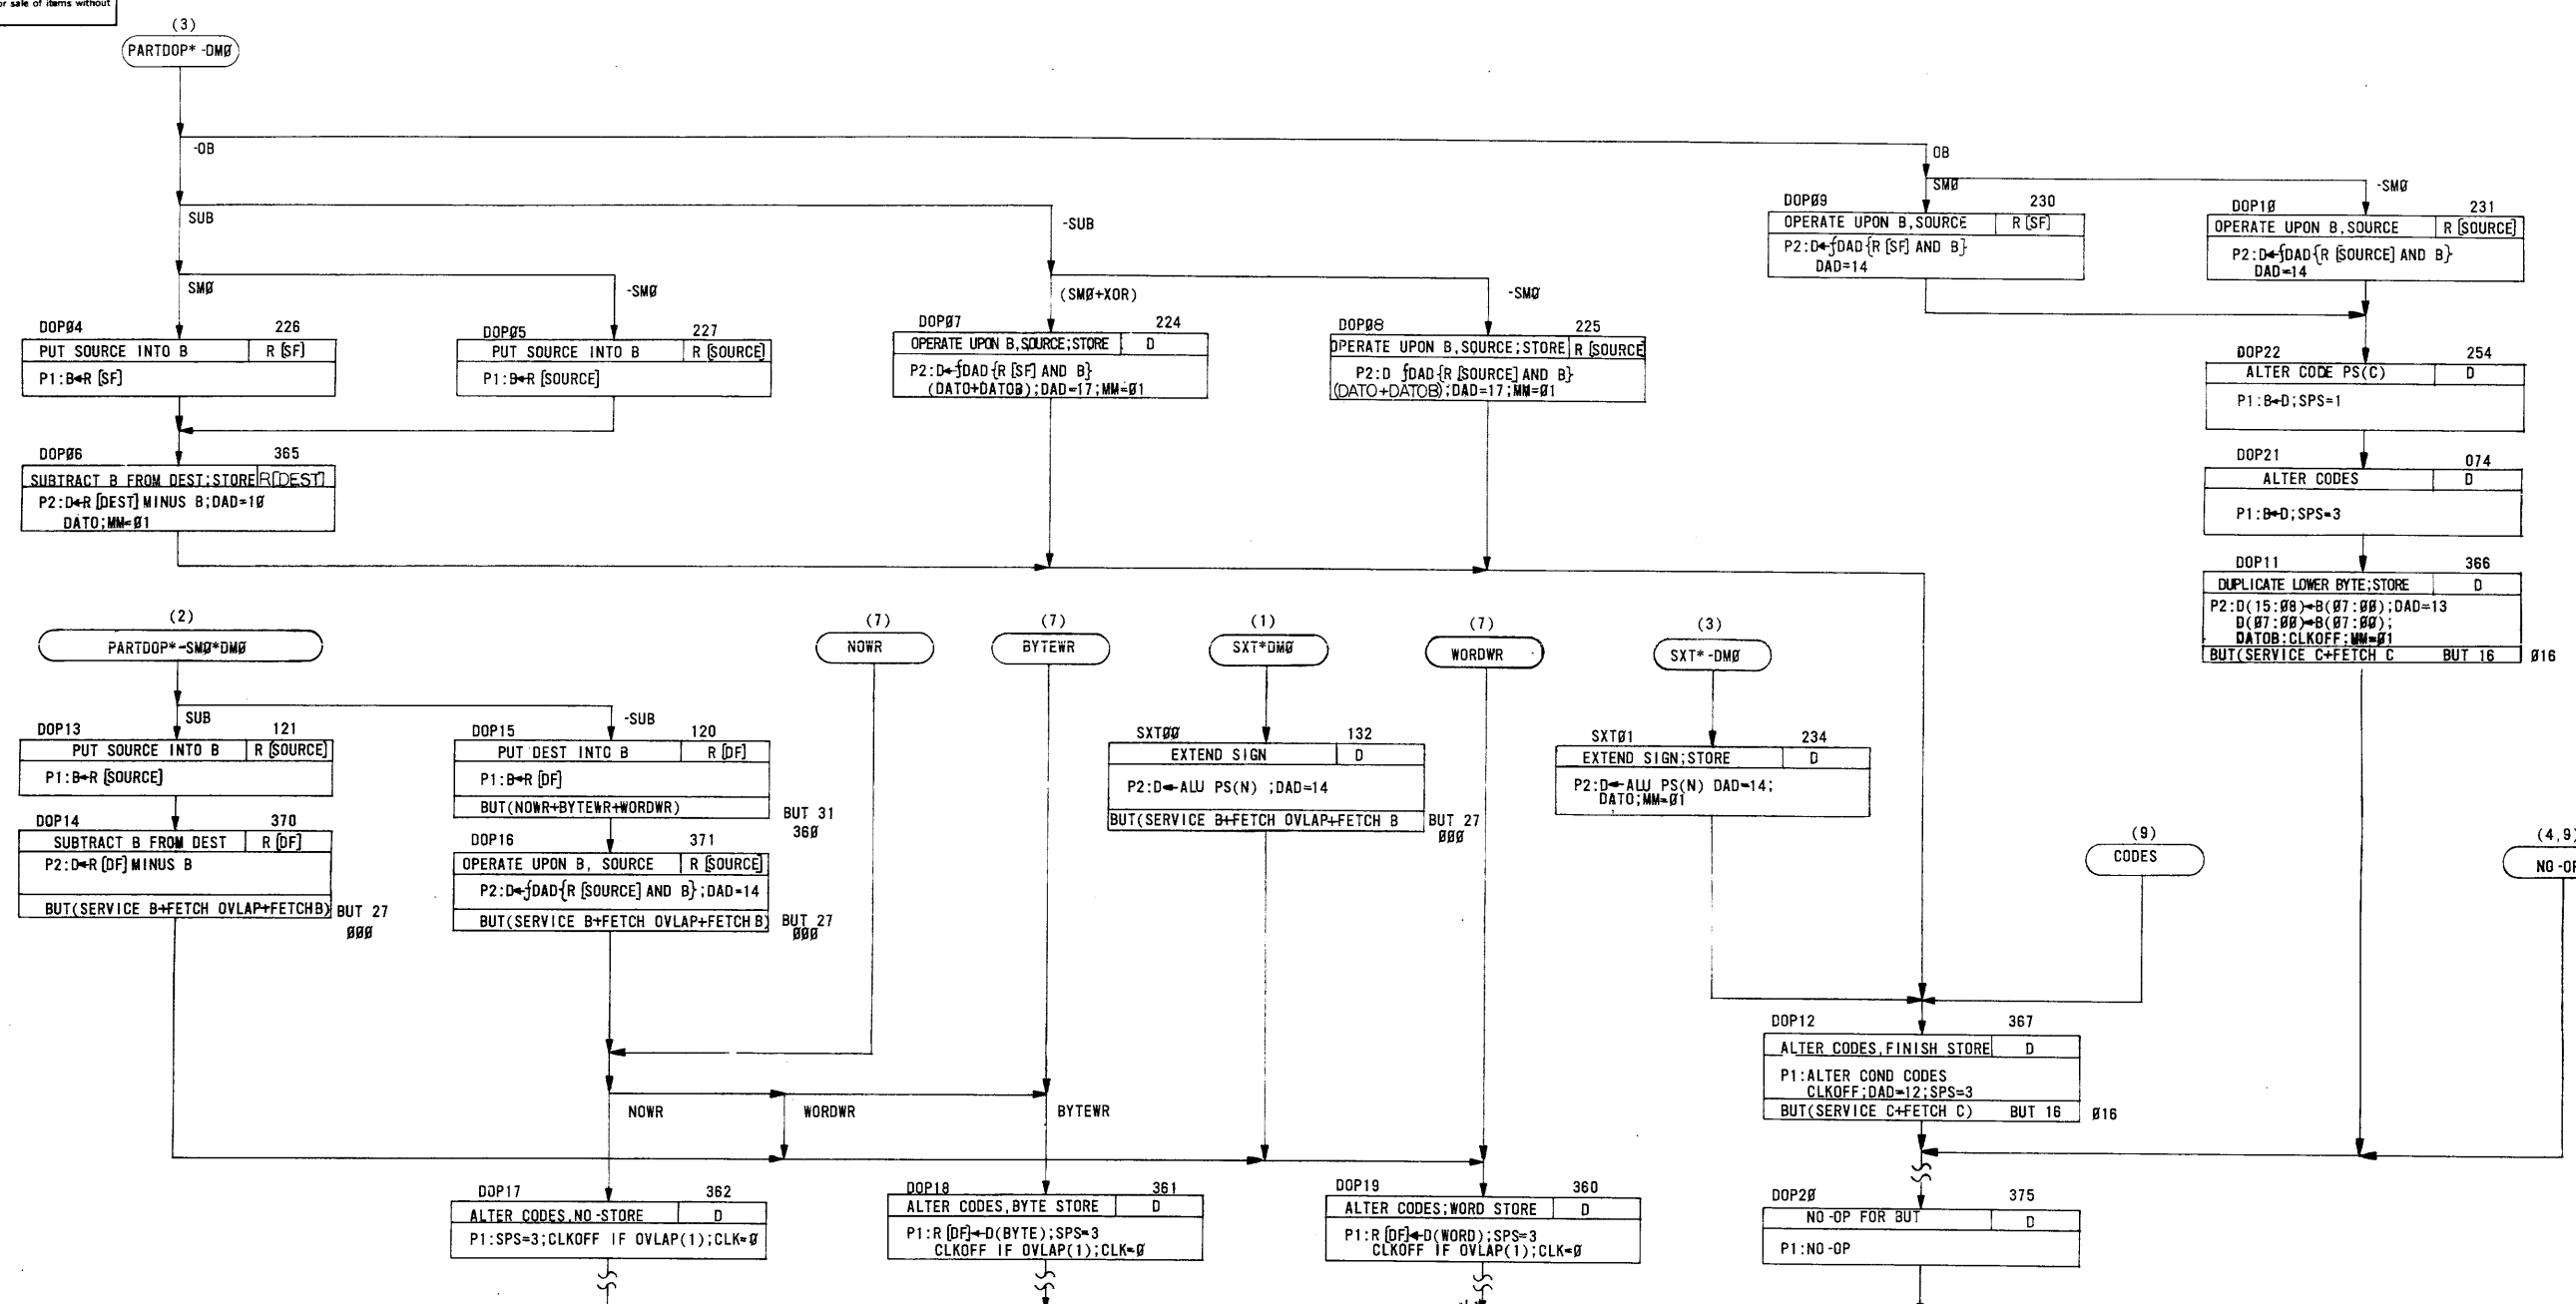 or sale of items without
(3)
PARTDOP* -DMØ
-OB
OB
SUB
-SUB
SMØ
-SMØ
SMØ
-SMØ
(SMØ+XOR)
-SMØ
DOPØ9 230
OPERATE UPON B,SOURCE R [SF]
P2:D←∫DAD{R [SF] AND B}
DAD=14
DOP1Ø 231
OPERATE UPON B,SOURCE R [SOURCE]
P2:D←∫DAD{R [SOURCE] AND B}
DAD=14
DOPØ4 226
PUT SOURCE INTO B R [SF]
P1:B←R [SF]
DOPØ5 227
PUT SOURCE INTO B R [SOURCE]
P1:B←R [SOURCE]
DOPØ7 224
OPERATE UPON B,SOURCE;STORE D
P2:D←∫DAD{R [SF] AND B}
(DATO+DATOB);DAD=17;MM=Ø1
DOPØ8 225
OPERATE UPON B,SOURCE;STORE R [SOURCE
P2:D ∫DAD{R [SOURCE] AND B}
(DATO+DATOB);DAD=17;MM=Ø1
DOP22 254
ALTER CODE PS(C) D
P1:B←D;SPS=1
DOPØ6 365
SUBTRACT B FROM DEST;STORE R[DEST]
P2:D←R [DEST] MINUS B;DAD=1Ø
DATO;MM=Ø1
DOP21 074
ALTER CODES D
P1:B←D;SPS=3
DOP11 366
DUPLICATE LOWER BYTE;STORE D
P2:D(15:Ø8)←B(Ø7:ØØ);DAD=13
D(Ø7:ØØ)←B(Ø7:ØØ);
DATOB;CLKOFF;MM=Ø1
BUT(SERVICE C+FETCH C BUT 16 Ø16
(2)
PARTDOP*-SMØ*DMØ
(7)
NOWR
(7)
BYTEWR
(1)
SXT*DMØ
(7)
WORDWR
(3)
SXT* -DMØ
SUB
-SUB
DOP13 121
PUT SOURCE INTO B R [SOURCE]
P1:B←R [SOURCE]
DOP15 120
PUT DEST INTO B R [DF]
P1:B←R [DF]
BUT(NOWR+BYTEWR+WORDWR)
BUT 31
36Ø
SXTØØ 132
EXTEND SIGN D
P2:D←ALU PS(N) ;DAD=14
BUT(SERVICE B+FETCH OVLAP+FETCH B
BUT 27
ØØØ
SXTØ1 234
EXTEND SIGN;STORE D
P2:D←ALU PS(N) DAD=14;
DATO;MM=Ø1
DOP14 370
SUBTRACT B FROM DEST R [DF]
P2:D←R [DF] MINUS B
BUT(SERVICE B+FETCH OVLAP+FETCHB)
BUT 27
ØØØ
DOP16 371
OPERATE UPON B, SOURCE R [SOURCE]
P2:D←∫DAD{R [SOURCE] AND B};DAD=14
BUT(SERVICE B+FETCH OVLAP+FETCH B)
BUT 27
ØØØ
(9)
CODES
(4,9)
NO-OP
DOP12 367
ALTER CODES,FINISH STORE D
P1:ALTER COND CODES
CLKOFF;DAD=12;SPS=3
BUT(SERVICE C+FETCH C) BUT 16 Ø16
NOWR
WORDWR
BYTEWR
DOP17 362
ALTER CODES,NO-STORE D
P1:SPS=3;CLKOFF IF OVLAP(1);CLK=Ø
DOP18 361
ALTER CODES,BYTE STORE D
P1:R [DF]←D(BYTE);SPS=3
CLKOFF IF OVLAP(1);CLK=Ø
DOP19 360
ALTER CODES;WORD STORE D
P1:R [DF]←D(WORD);SPS=3
CLKOFF IF OVLAP(1);CLK=Ø
DOP2Ø 375
NO-OP FOR BUT D
P1:NO-OP